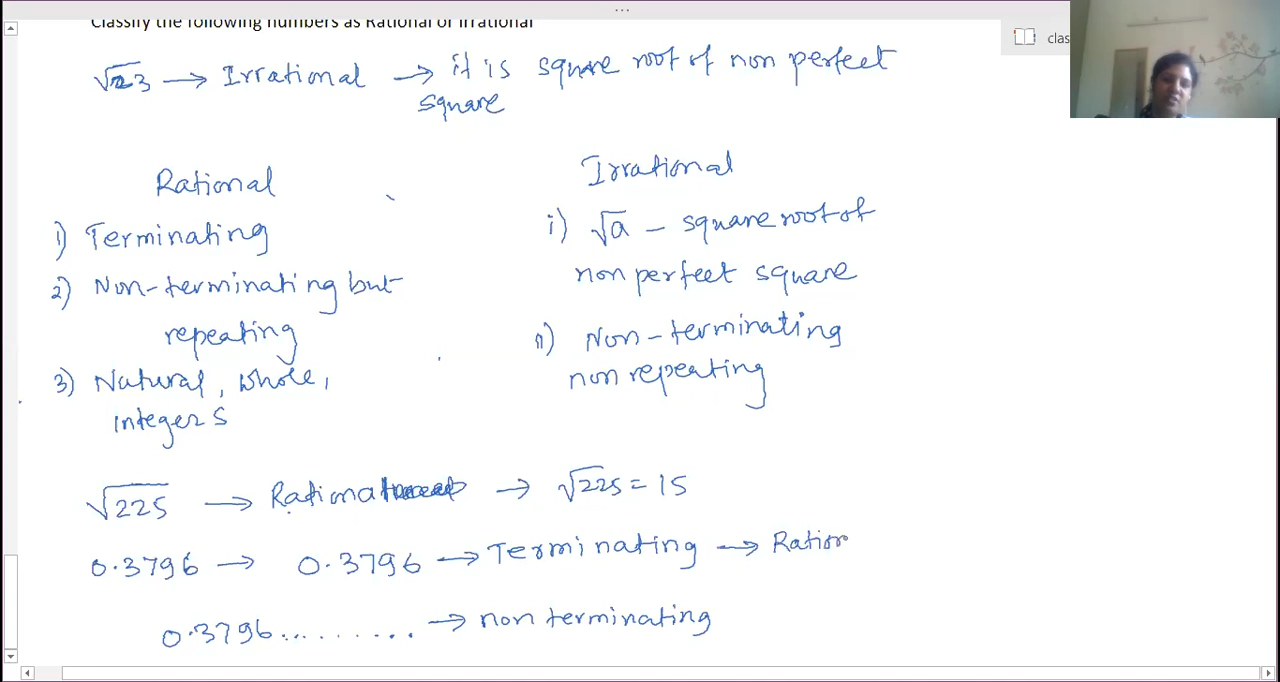 Classify the following numbers as Rational or Irrational
clas
√23 → Irrational → it is square root of non perfect
square
Rational
1) Terminating
2) Non-terminating but
repeating
3) Natural, whole,
integers
Irrational
i) √a - square root of
non perfect square
ii) Non-terminating
non repeating
√225 → Rational → √225 = 15
0.3796 → 0.3796 → Terminating → Ration
0.3796......... → non terminating